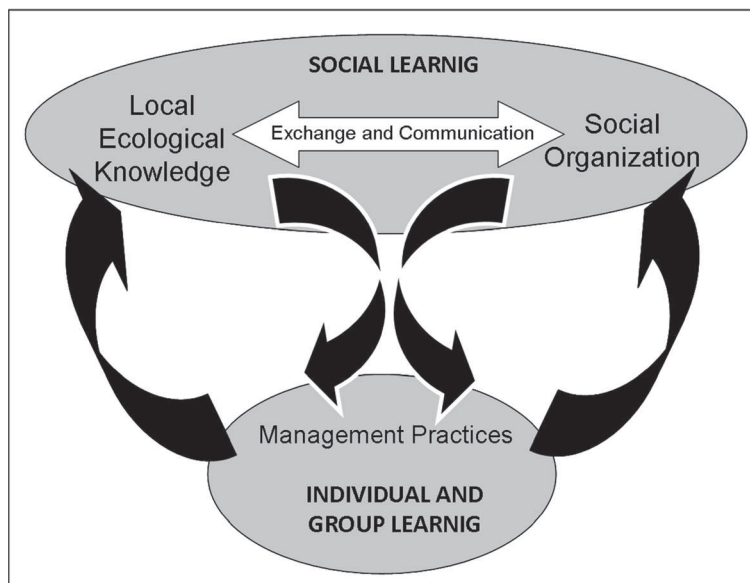 SOCIAL LEARNIG
Local
Ecological
Knowledge
Exchange and Communication
Social
Organization
Management Practices
INDIVIDUAL AND
GROUP LEARNIG